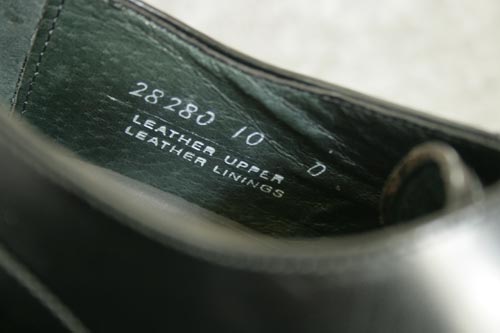 28280 10 D
LEATHER UPPER
LEATHER LININGS